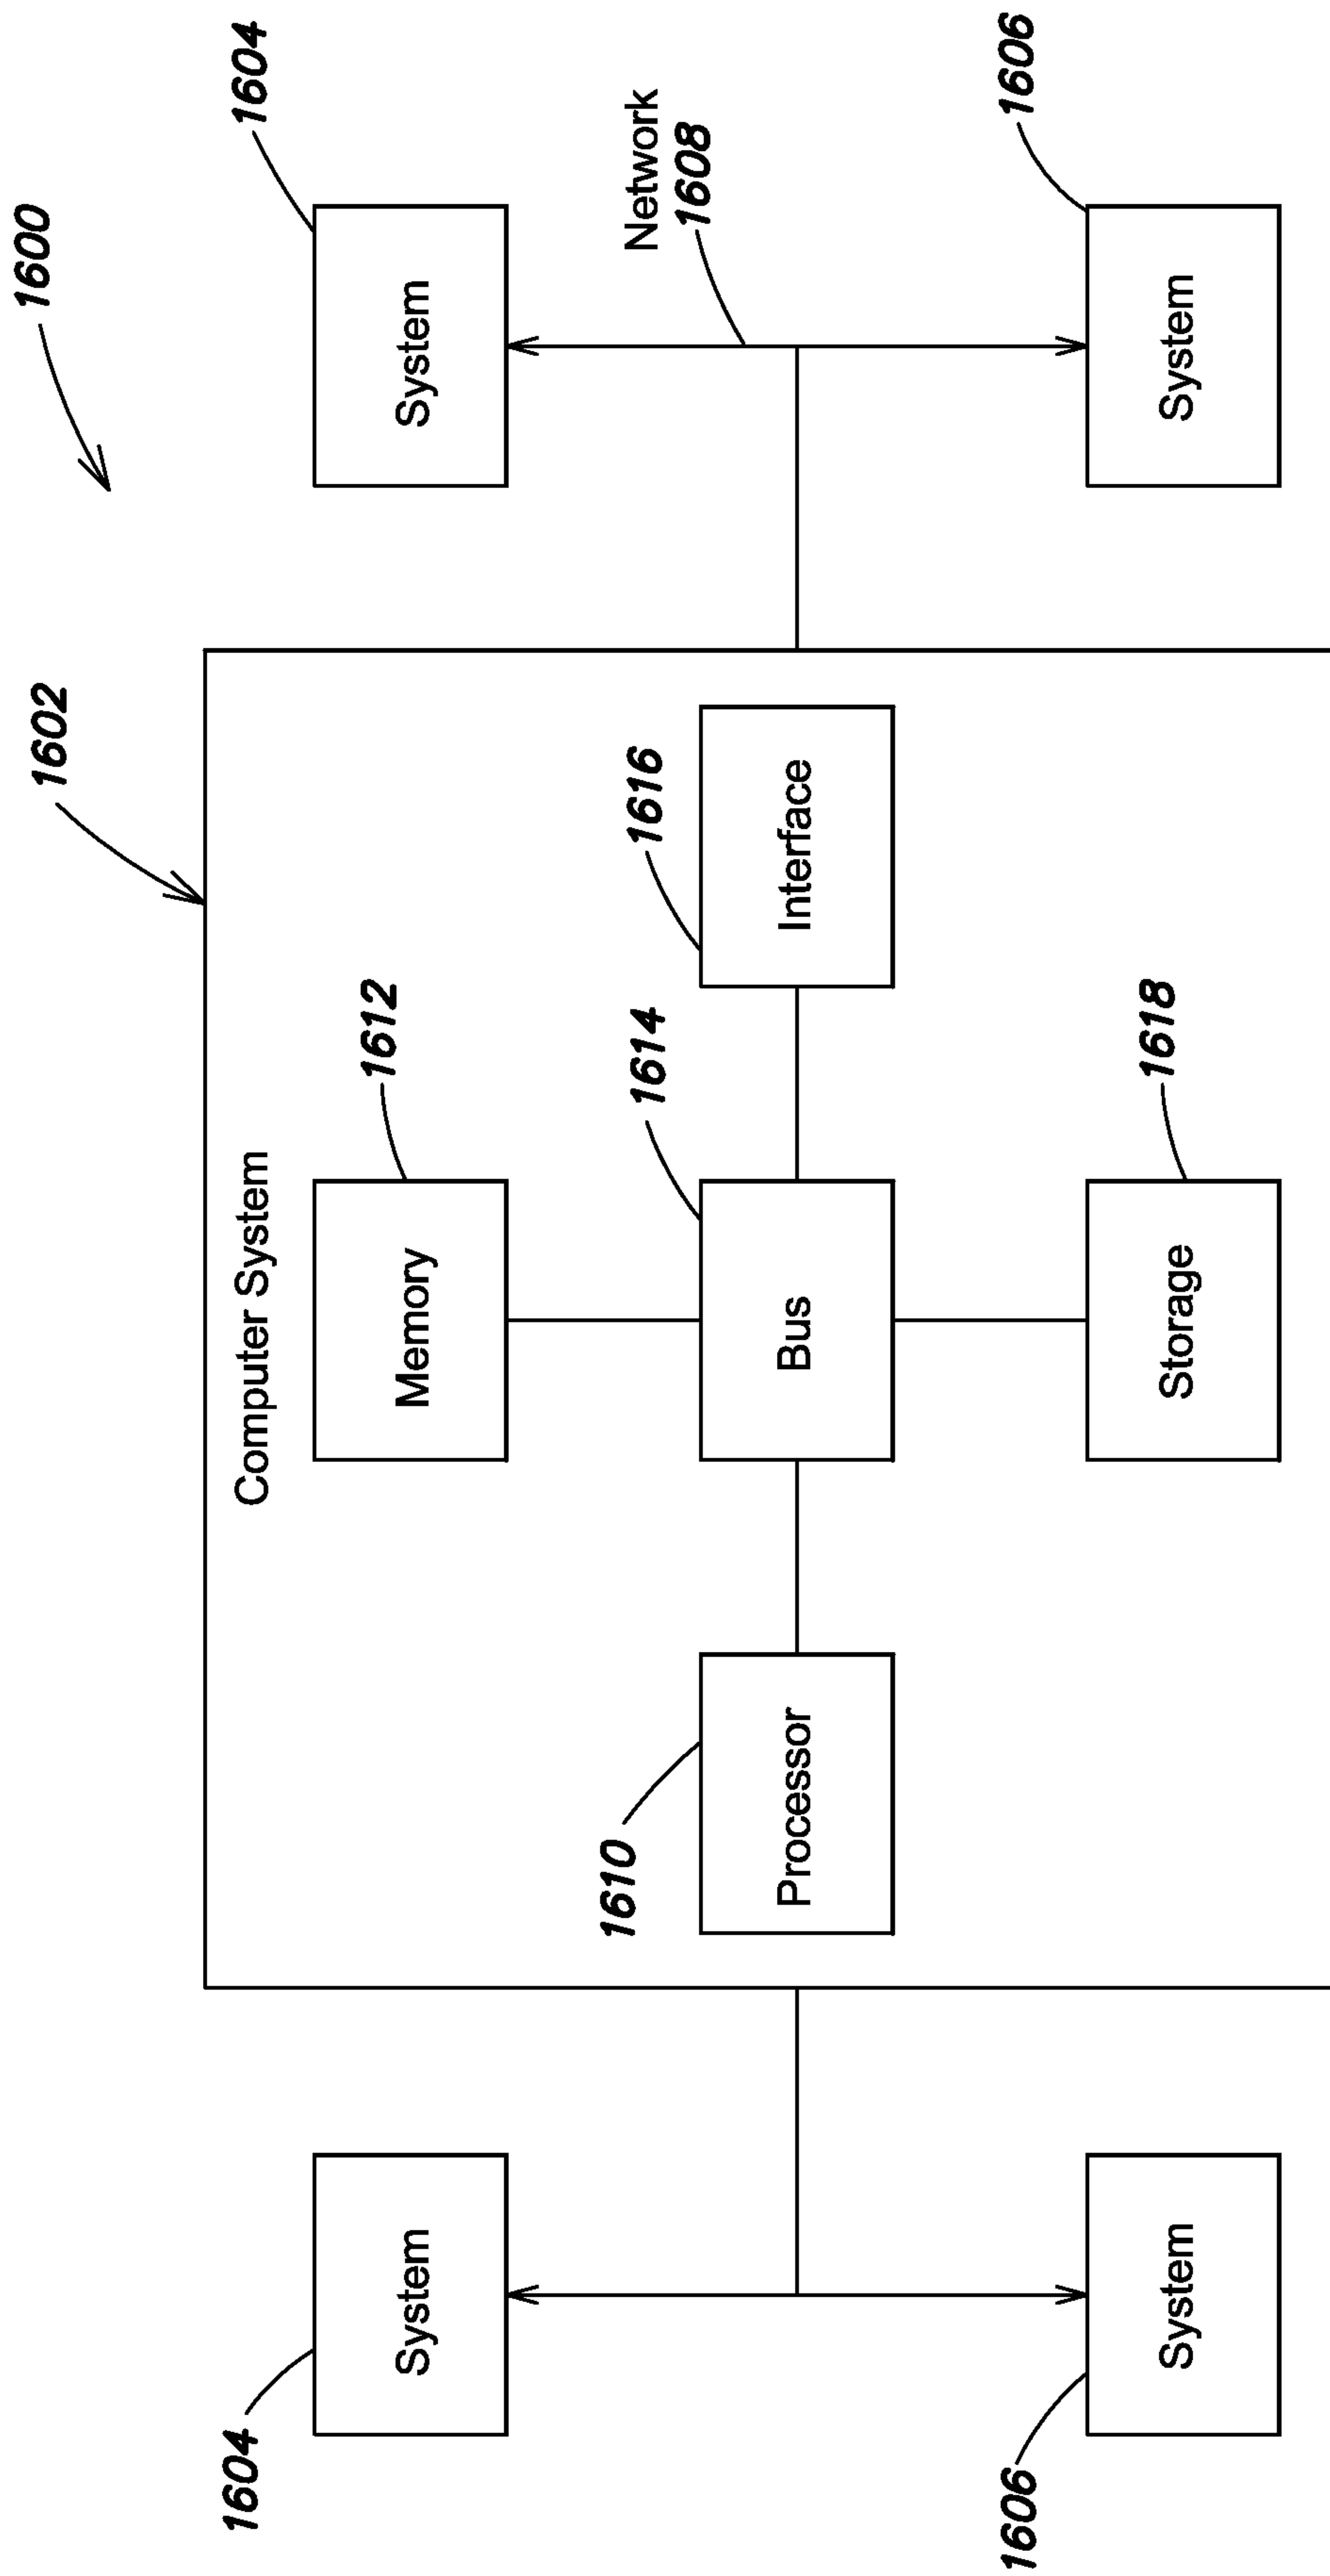 1600
1602
1604
1604
Computer System
System
Memory
System
1612
Network
1608
1610
1614
1616
Processor
Bus
Interface
1606
1618
1606
System
Storage
System